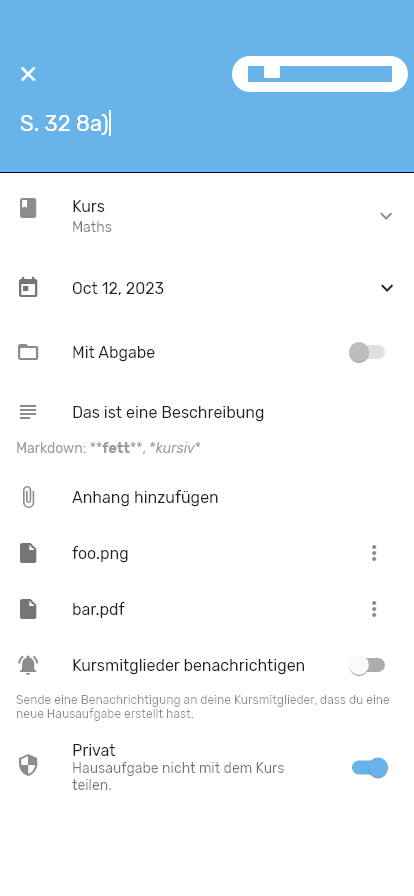 S. 32 8a)
Kurs
Maths
Oct 12, 2023
Mit Abgabe
Das ist eine Beschreibung
Markdown: **fett**, *kursiv*
Anhang hinzufügen
foo.png
bar.pdf
Kursmitglieder benachrichtigen
Sende eine Benachrichtigung an deine Kursmitglieder, dass du eine
neue Hausaufgabe erstellt hast.
Privat
Hausaufgabe nicht mit dem Kurs
teilen.